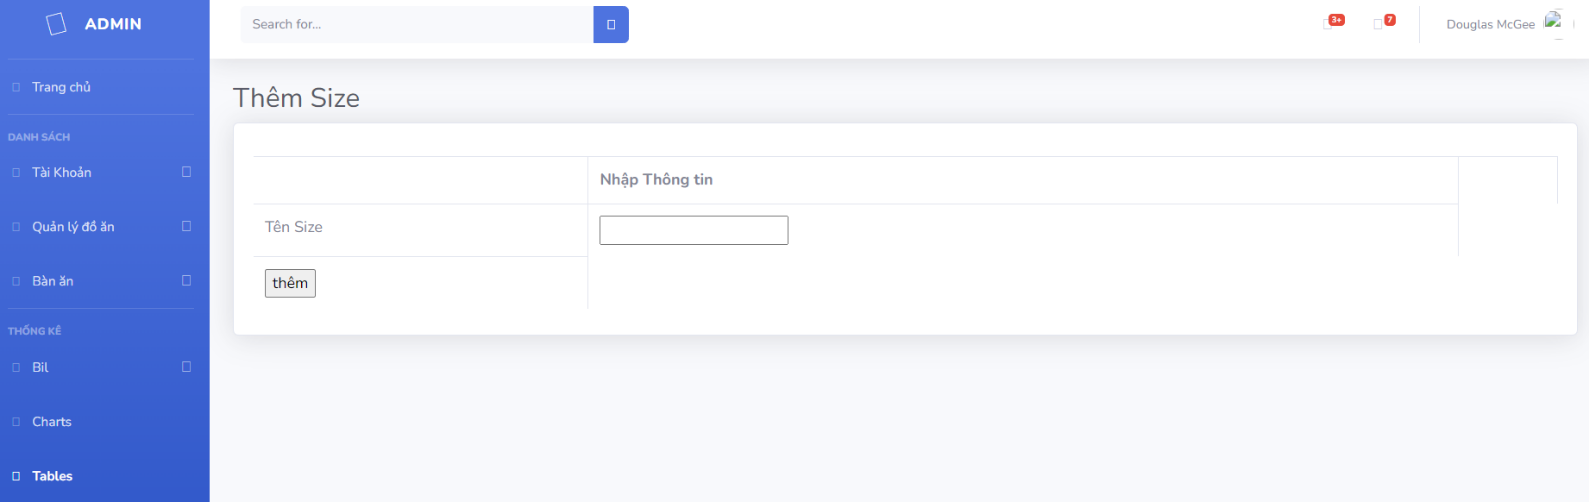 ADMIN
Search for...
3+
7
Douglas McGee
Trang chủ
DANH SÁCH
Tài Khoản
Quản lý đồ ăn
Bàn ăn
THỐNG KÊ
Bil
Charts
Tables
Thêm Size
Nhập Thông tin
Tên Size
thêm